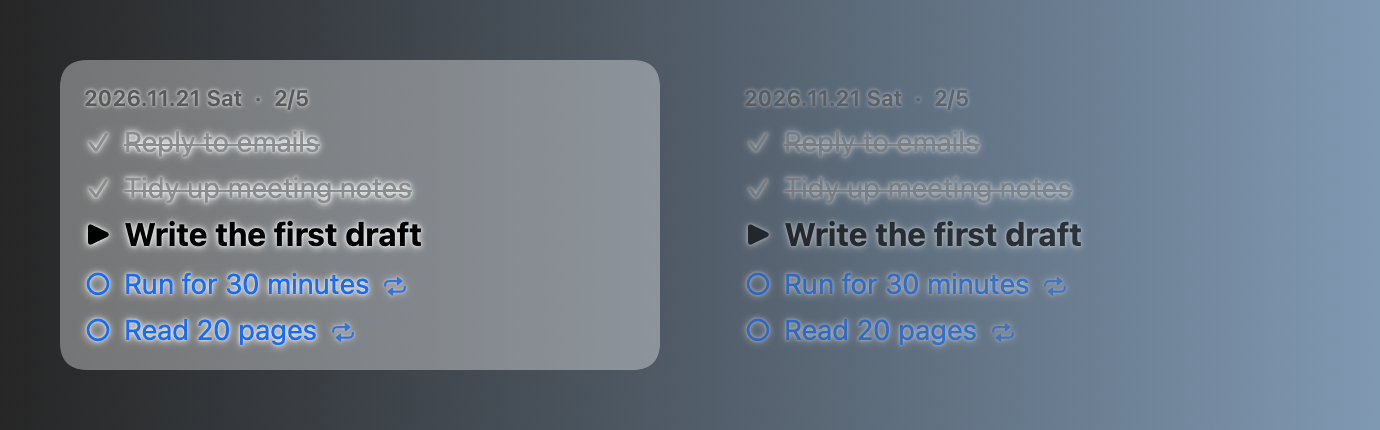 2026.11.21 Sat · 2/5
Reply to emails
Tidy up meeting notes
Write the first draft
Run for 30 minutes
Read 20 pages
2026.11.21 Sat · 2/5
Reply to emails
Tidy up meeting notes
Write the first draft
Run for 30 minutes
Read 20 pages